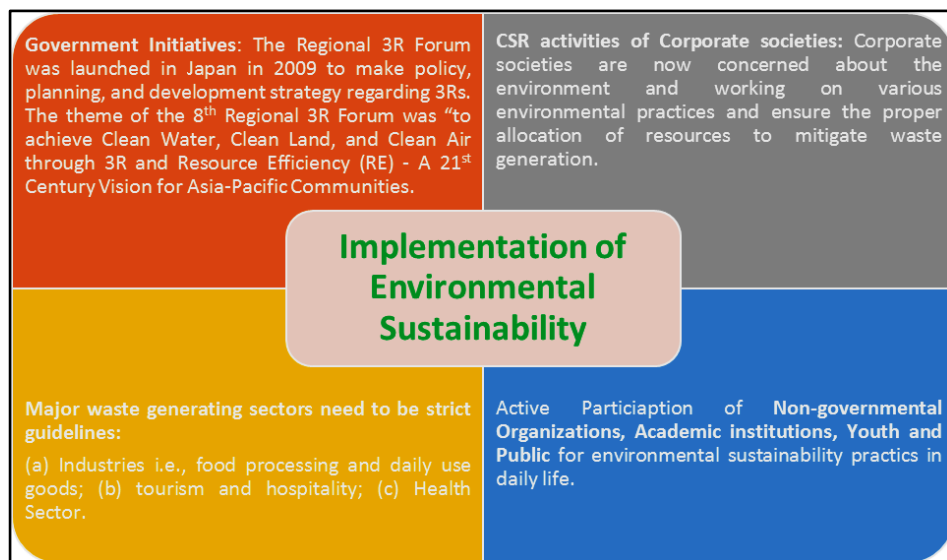 Government Initiatives: The Regional 3R Forum
was launched in Japan in 2009 to make policy,
planning, and development strategy regarding 3Rs.
The theme of the 8th Regional 3R Forum was “to
achieve Clean Water, Clean Land, and Clean Air
through 3R and Resource Efficiency (RE) - A 21st
Century Vision for Asia-Pacific Communities.
CSR activities of Corporate societies: Corporate
societies are now concerned about the
environment and working on various
environmental practices and ensure the proper
allocation of resources to mitigate waste
generation.
Implementation of
Environmental
Sustainability
Major waste generating sectors need to be strict
guidelines:
(a) Industries i.e., food processing and daily use
goods; (b) tourism and hospitality; (c) Health
Sector.
Active Particiaption of Non-governmental
Organizations, Academic institutions, Youth and
Public for environmental sustainability practics in
daily life.